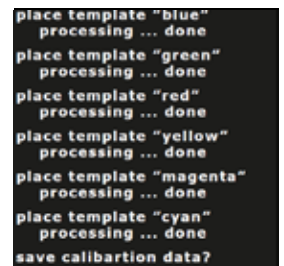 place template "blue"
processing ... done
place template "green"
processing ... done
place template "red"
processing ... done
place template "yellow"
processing ... done
place template "magenta"
processing ... done
place template "cyan"
processing ... done
save calibartion data?